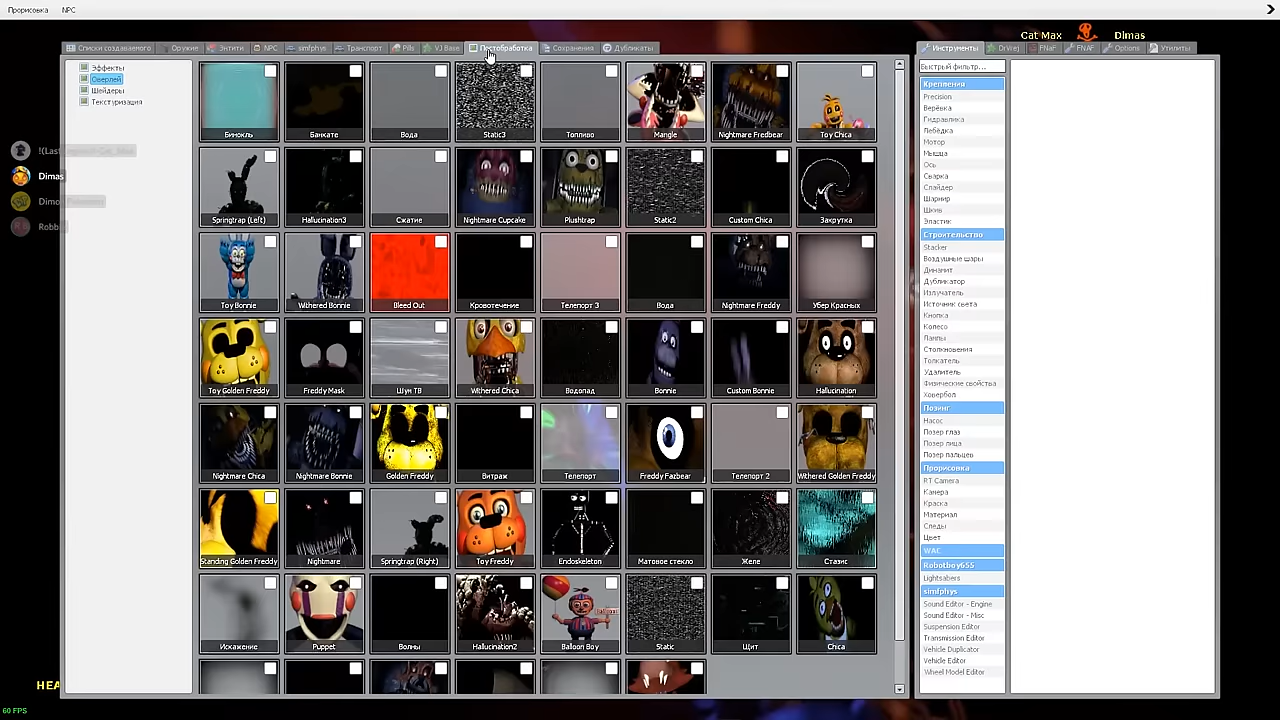 Прорисовка NPC
Cat Max Dimas
Списки создаваемого Оружие Энтити NPC simfphys Транспорт Pills VJ Base Постобработка Сохранения Дубликаты
Инструменты DrVrej FNaF FNAF Options Утилиты
Эффекты
Оверлей
Шейдеры
Текстуризация
Dimas
HEA
60 FPS
Бинокль Банкате Вода Static3 Топливо Mangle Nightmare Fredbear Toy Chica
Springtrap (Left) Hallucination3 Сжатие Nightmare Cupcake Plushtrap Static2 Custom Chica Закрутка
Toy Bonnie Withered Bonnie Bleed Out Кровотечение Телепорт 3 Вода Nightmare Freddy Убер Красных
Toy Golden Freddy Freddy Mask Шум ТВ Withered Chica Водопад Bonnie Custom Bonnie Hallucination
Nightmare Chica Nightmare Bonnie Golden Freddy Витраж Телепорт Freddy Fazbear Телепорт 2 Withered Golden Freddy
Standing Golden Freddy Nightmare Springtrap (Right) Toy Freddy Endoskeleton Матовое стекло Желе Стазис
Искажение Puppet Волны Hallucination2 Balloon Boy Static Щит Chica
Быстрый фильтр...
Крепления
Precision
Верёвка
Гидравлика
Лебёдка
Мотор
Мышца
Ось
Сварка
Слайдер
Шарнир
Шкив
Эластик
Строительство
Stacker
Воздушные шары
Динамит
Дубликатор
Излучатель
Источник света
Кнопка
Колесо
Лампы
Столкновения
Толкатель
Удалитель
Физические свойства
Ховербол
Позинг
Насос
Позер глаз
Позер лица
Позер пальцев
Прорисовка
RT Camera
Камера
Краска
Материал
Следы
Цвет
WAC
Robotboy655
Lightsabers
simfphys
Sound Editor - Engine
Sound Editor - Misc
Suspension Editor
Transmission Editor
Vehicle Duplicator
Vehicle Editor
Wheel Model Editor